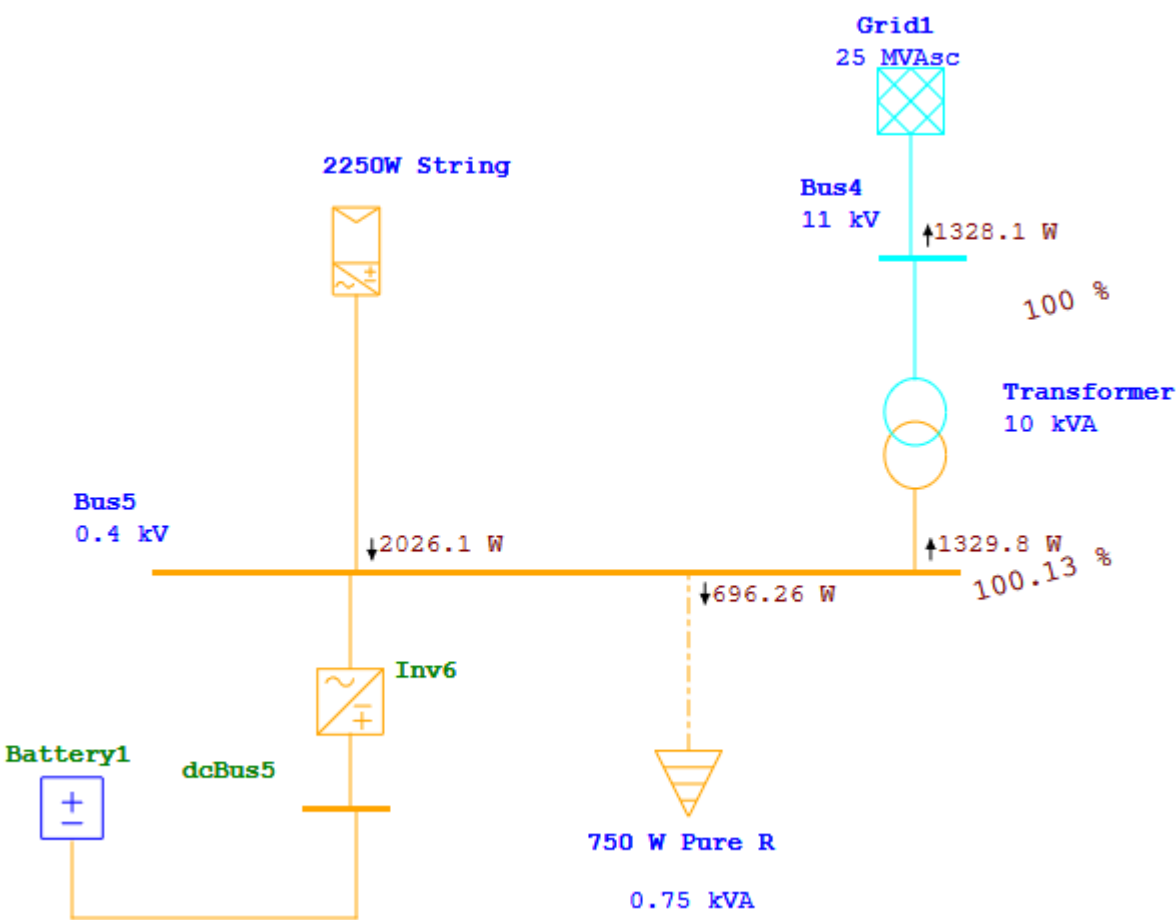 Grid1
25 MVAsc
2250W String
Bus4
11 kV
1328.1 W
100 %
Transformer
10 kVA
Bus5
0.4 kV
2026.1 W
1329.8 W
100.13 %
696.26 W
Inv6
Battery1
dcBus5
750 W Pure R
0.75 kVA